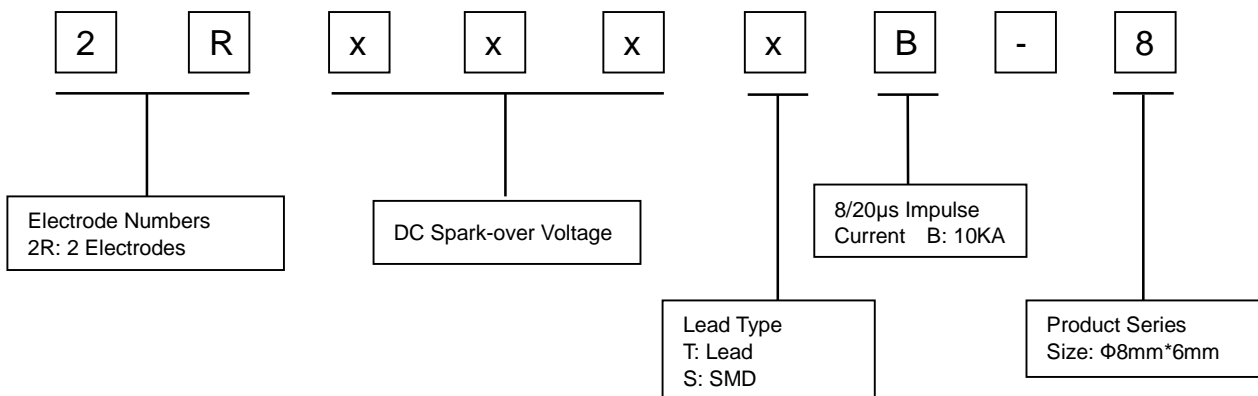 2 R x x x x B - 8
Electrode Numbers
2R: 2 Electrodes
DC Spark-over Voltage
8/20μs Impulse
Current B: 10KA
Lead Type
T: Lead
S: SMD
Product Series
Size: Φ8mm*6mm